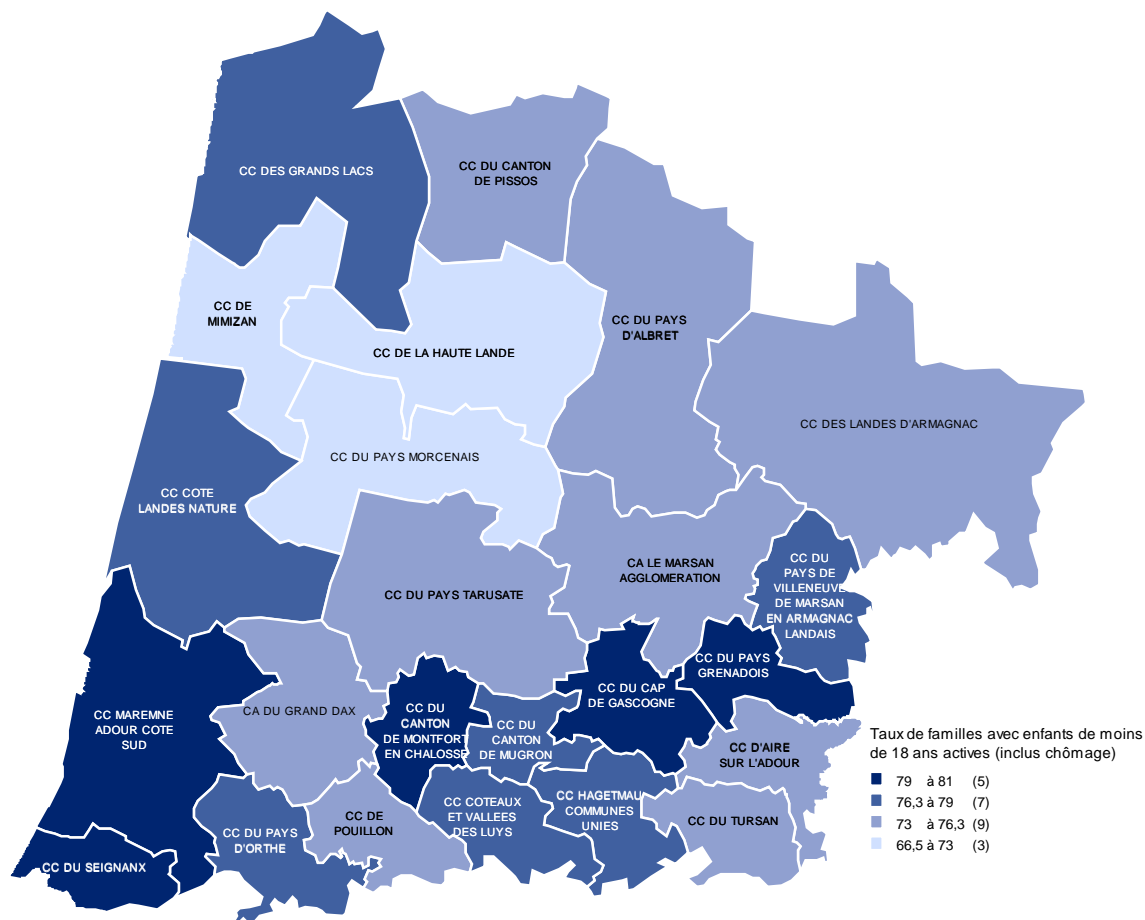 CC DES GRANDS LACS
CC DU CANTON
DE PISSOS
CC DE
MIMIZAN
CC DU PAYS
D'ALBRET
CC DE LA HAUTE LANDE
CC DES LANDES D'ARMAGNAC
CC DU PAYS MORCENAIS
CC COTE
LANDES NATURE
CA LE MARSAN
AGGLOMERATION
CC DU
PAYS DE
VILLENEUVE
DE MARSAN
EN ARMAGNAC
LANDAIS
CC DU PAYS TARUSATE
CC DU PAYS
GRENADOIS
CC DU CAP
DE GASCOGNE
CC MAREMNE
ADOUR COTE
SUD
CA DU GRAND DAX
CC DU
CANTON
DE MONTFORT
EN CHALOSSE
CC DU
CANTON
DE MUGRON
CC D'AIRE
SUR L'ADOUR
CC HAGETMAU
COMMUNES
UNIES
CC COTEAUX
ET VALLEES
DES LUYS
CC DE
POUILLON
CC DU TURSAN
CC DU PAYS
D'ORTHE
CC DU SEIGNANX
Taux de familles avec enfants de moins
de 18 ans actives (inclus chômage)
79 à 81 (5)
76,3 à 79 (7)
73 à 76,3 (9)
66,5 à 73 (3)